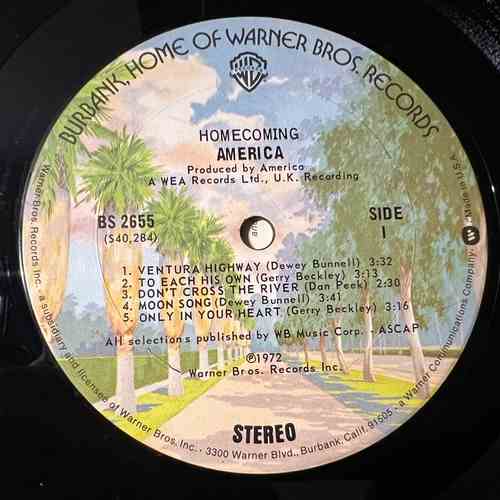 BURBANK, HOME OF WARNER BROS. RECORDS
HOMECOMING
AMERICA
Produced by America
A WEA Records Ltd., U.K. Recording
BS 2655
(S40,284)
SIDE
1
1. VENTURA HIGHWAY (Dewey Bunnell) 3:32
2. TO EACH HIS OWN (Gerry Beckley) 3:13
3. DON'T CROSS THE RIVER (Dan Peek) 2:30
4. MOON SONG (Dewey Bunnell) 3:41
5. ONLY IN YOUR HEART (Gerry Beckley) 3:16
All selections published by WB Music Corp. - ASCAP
©1972
Warner Bros. Records Inc.
STEREO
Warner Bros. Records Inc. • a subsidiary and licensee of Warner Bros. Inc. • 3300 Warner Blvd., Burbank, Calif. 91505 • a Warner Communications Company
Made in U.S.A.